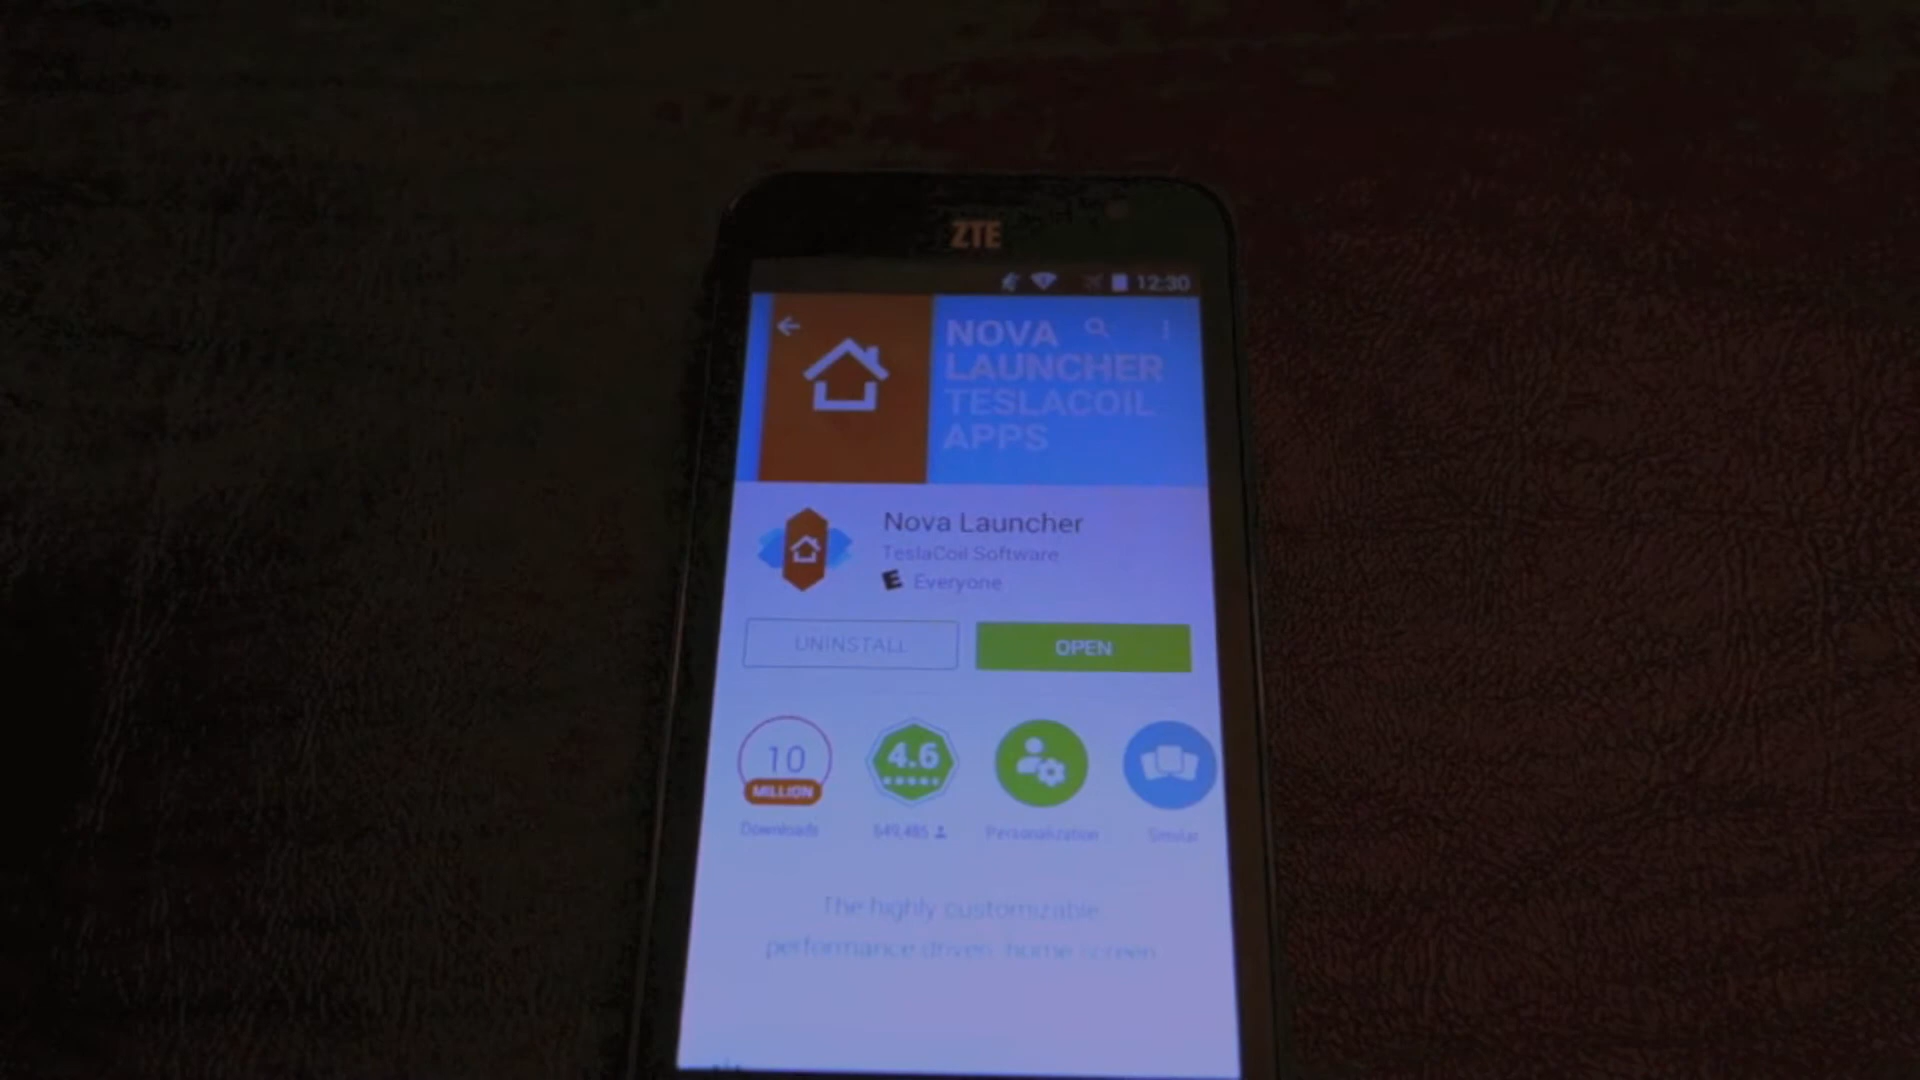 ZTE
12:30
NOVA
LAUNCHER
TESLACOIL
APPS
Nova Launcher
TeslaCoil Software
E Everyone
UNINSTALL
OPEN
10
MILLION
4.6
Downloads
649,485
Personalization
Similar
The highly customizable,
performance driven, home screen